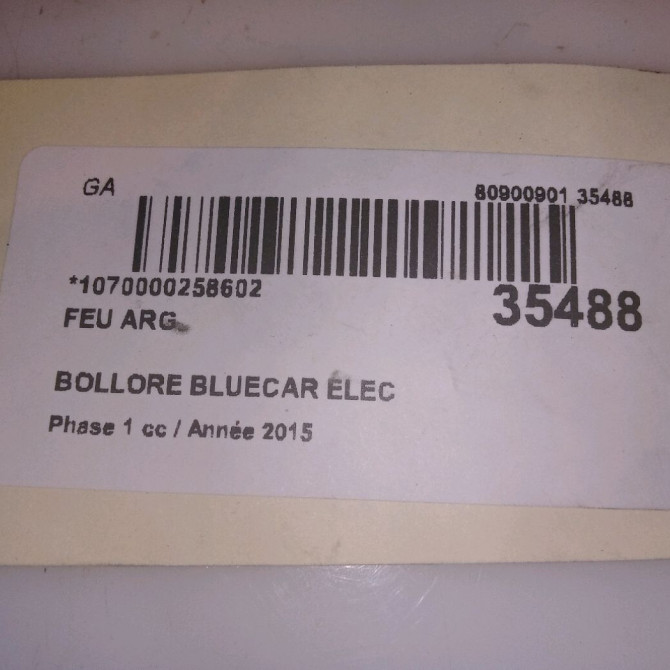 GA
80900901 35488
*1070000258602
35488
FEU ARG
BOLLORE BLUECAR ELEC
Phase 1 cc / Année 2015